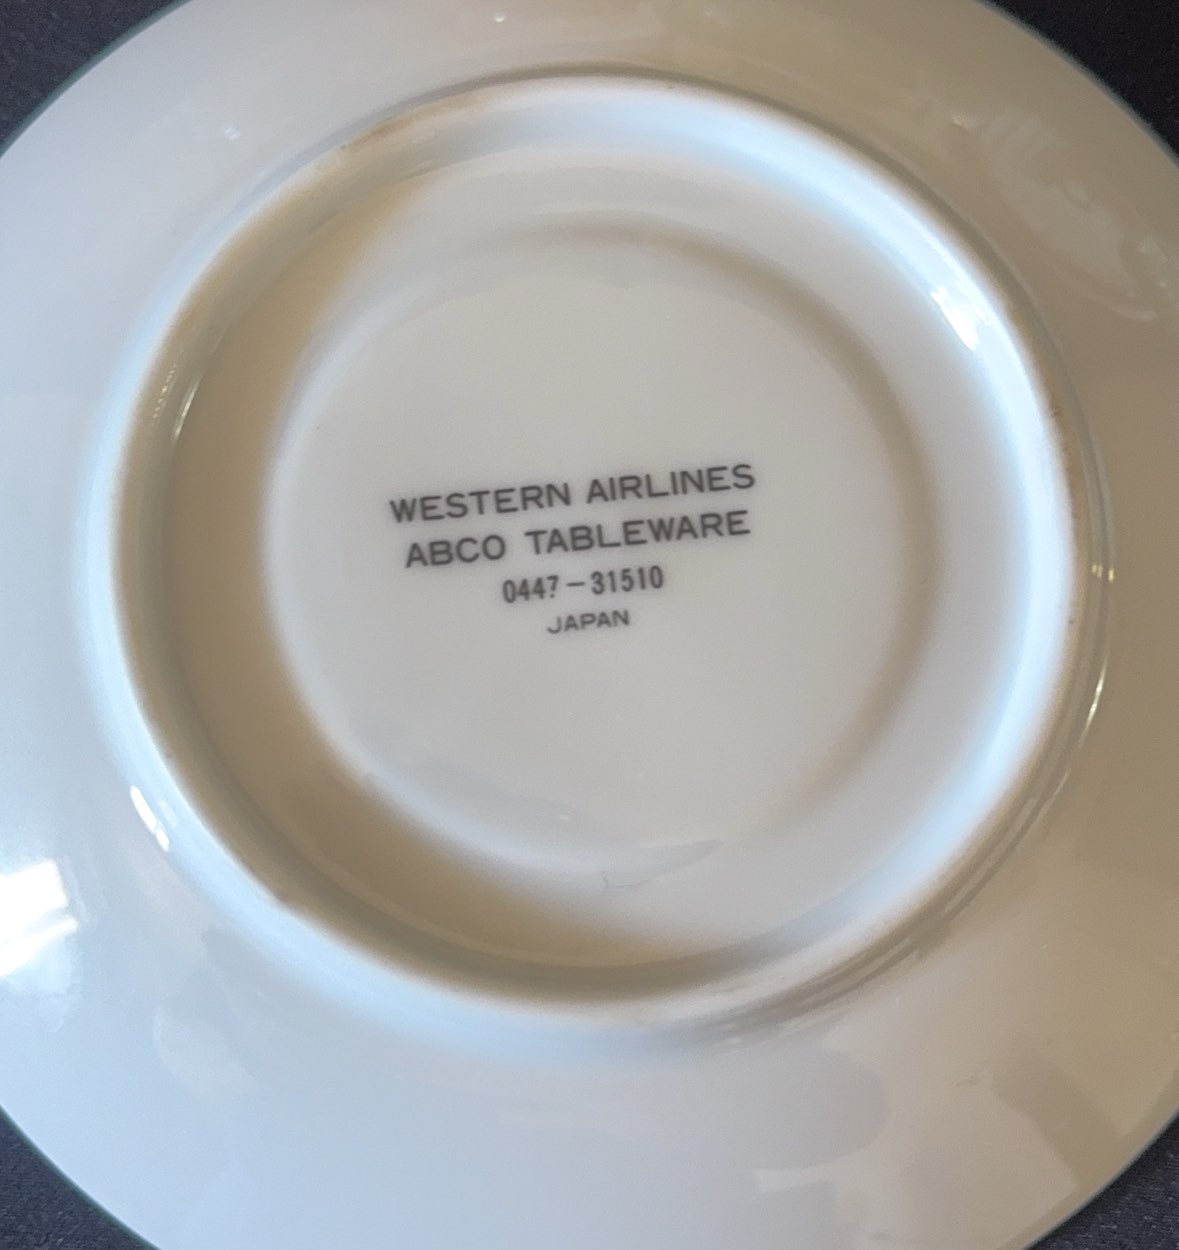 WESTERN AIRLINES
ABCO TABLEWARE
0447-31510
JAPAN